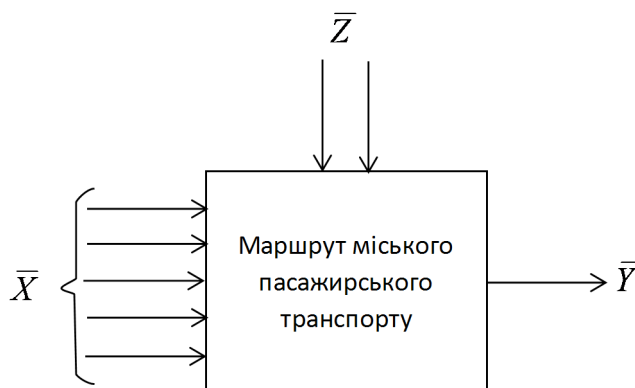 Z̅
Маршрут міського
пасажирського
транспорту
X̅
Y̅